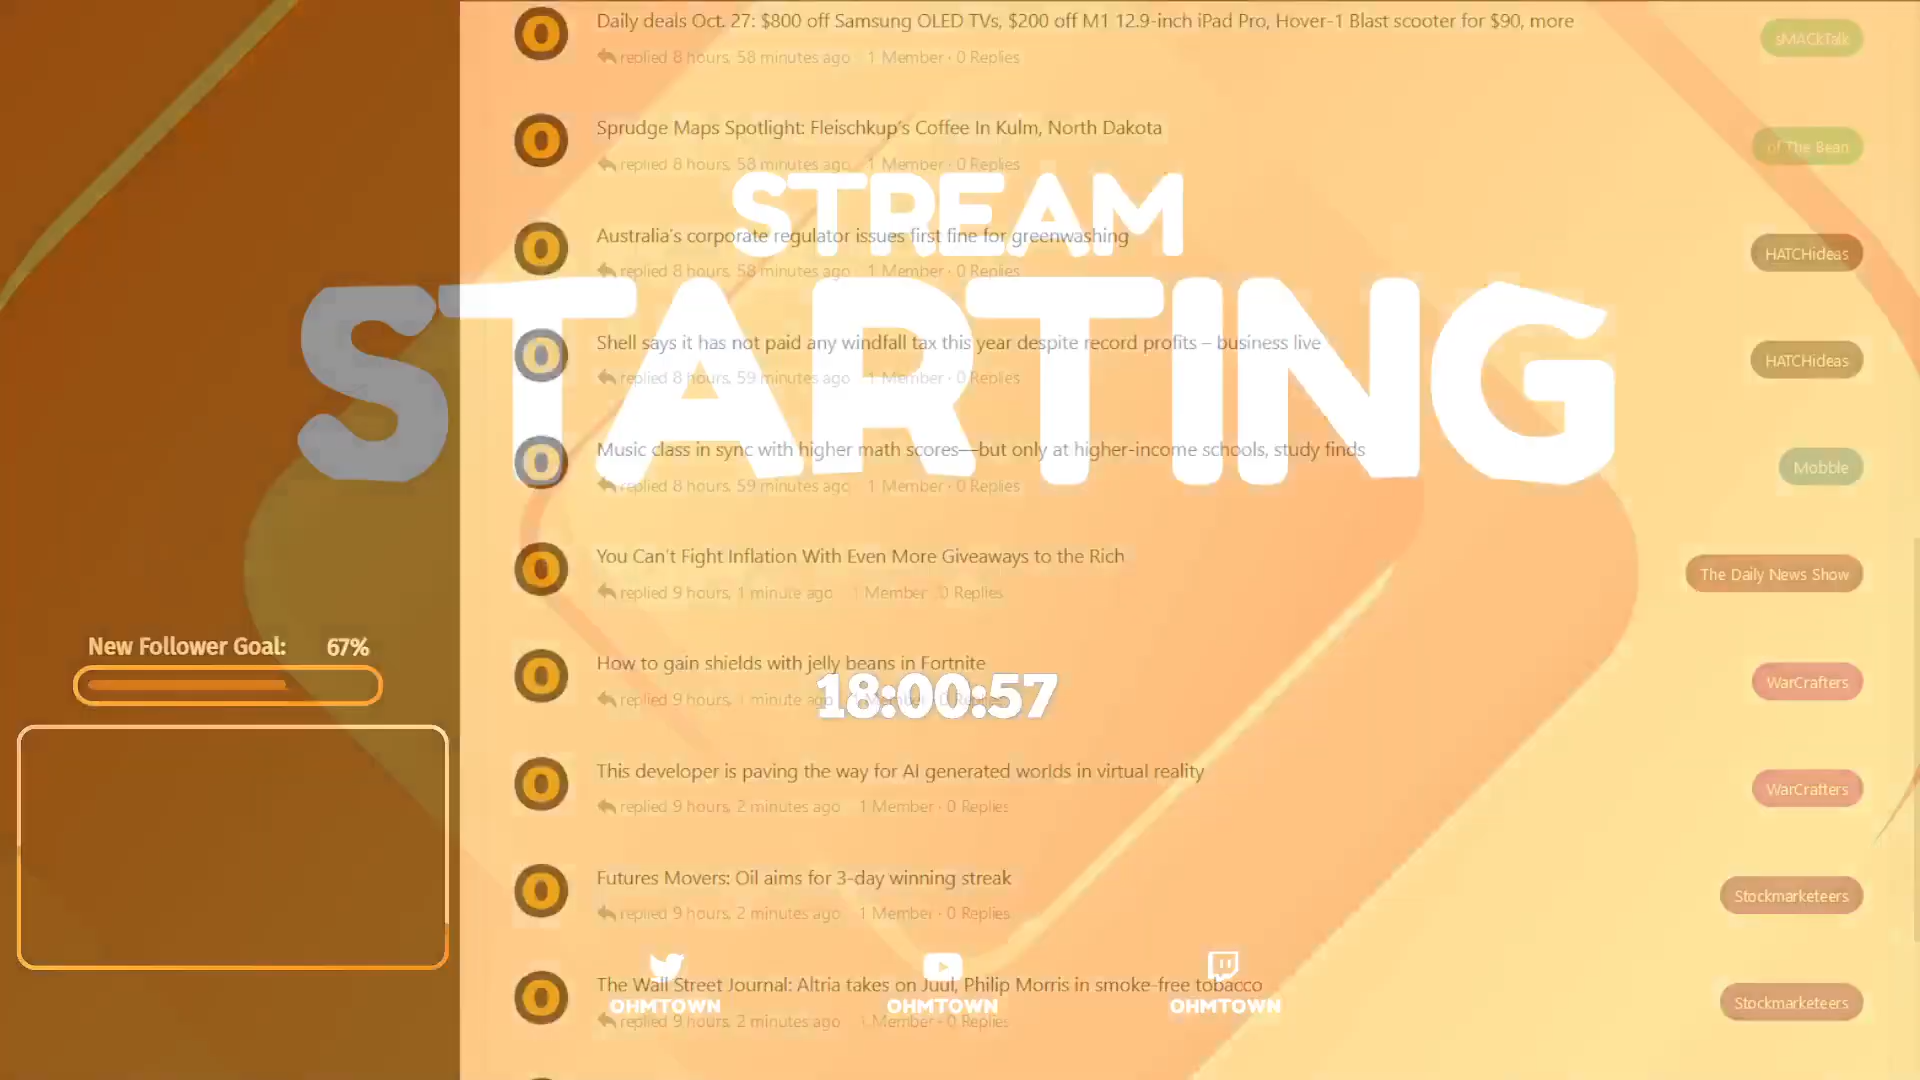 Daily deals Oct. 27: $800 off Samsung OLED TVs, $200 off M1 12.9-inch iPad Pro, Hover-1 Blast scooter for $90, more
sMACkTalk
replied 8 hours, 58 minutes ago 1 Member · 0 Replies
Sprudge Maps Spotlight: Fleischkup's Coffee In Kulm, North Dakota
of The Bean
replied 8 hours, 58 minutes ago 1 Member · 0 Replies
STREAM
Australia's corporate regulator issues first fine for greenwashing
HATCHideas
replied 8 hours, 58 minutes ago 1 Member · 0 Replies
STARTING
Shell says it has not paid any windfall tax this year despite record profits – business live
HATCHideas
replied 8 hours, 59 minutes ago 1 Member · 0 Replies
Music class in sync with higher math scores—but only at higher-income schools, study finds
Mobble
replied 8 hours, 59 minutes ago 1 Member · 0 Replies
You Can't Fight Inflation With Even More Giveaways to the Rich
The Daily News Show
replied 9 hours, 1 minute ago 1 Member · 0 Replies
New Follower Goal: 67%
How to gain shields with jelly beans in Fortnite
WarCrafters
replied 9 hours, 1 minute ago 1 Member · 0 Replies
18:00:57
This developer is paving the way for AI generated worlds in virtual reality
WarCrafters
replied 9 hours, 2 minutes ago 1 Member · 0 Replies
Futures Movers: Oil aims for 3-day winning streak
Stockmarketeers
replied 9 hours, 2 minutes ago 1 Member · 0 Replies
The Wall Street Journal: Altria takes on Juul, Philip Morris in smoke-free tobacco
Stockmarketeers
OHMTOWN OHMTOWN OHMTOWN
replied 9 hours, 2 minutes ago 1 Member · 0 Replies